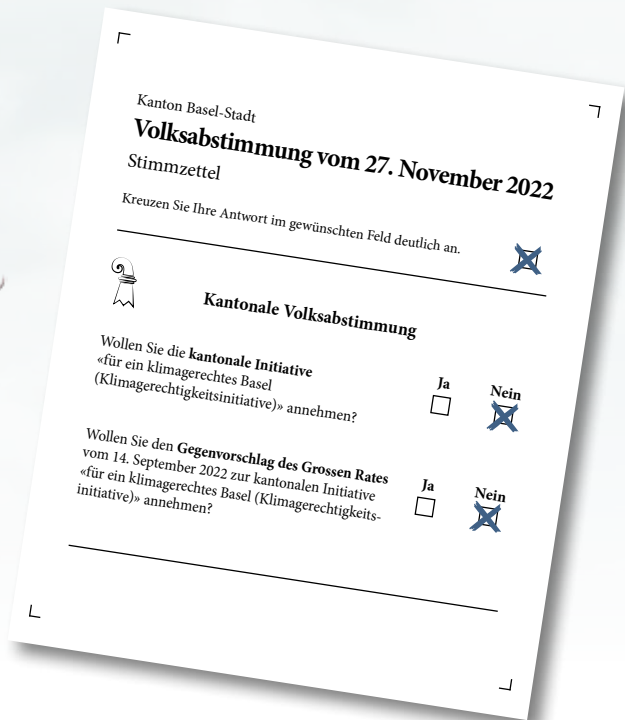 Kanton Basel-Stadt
Volksabstimmung vom 27. November 2022
Stimmzettel
Kreuzen Sie Ihre Antwort im gewünschten Feld deutlich an.
Kantonale Volksabstimmung
Wollen Sie die kantonale Initiative
«für ein klimagerechtes Basel
(Klimagerechtigkeitsinitiative)» annehmen?
Ja
Nein
Wollen Sie den Gegenvorschlag des Grossen Rates
vom 14. September 2022 zur kantonalen Initiative
«für ein klimagerechtes Basel (Klimagerechtigkeits-
initiative)» annehmen?
Ja
Nein